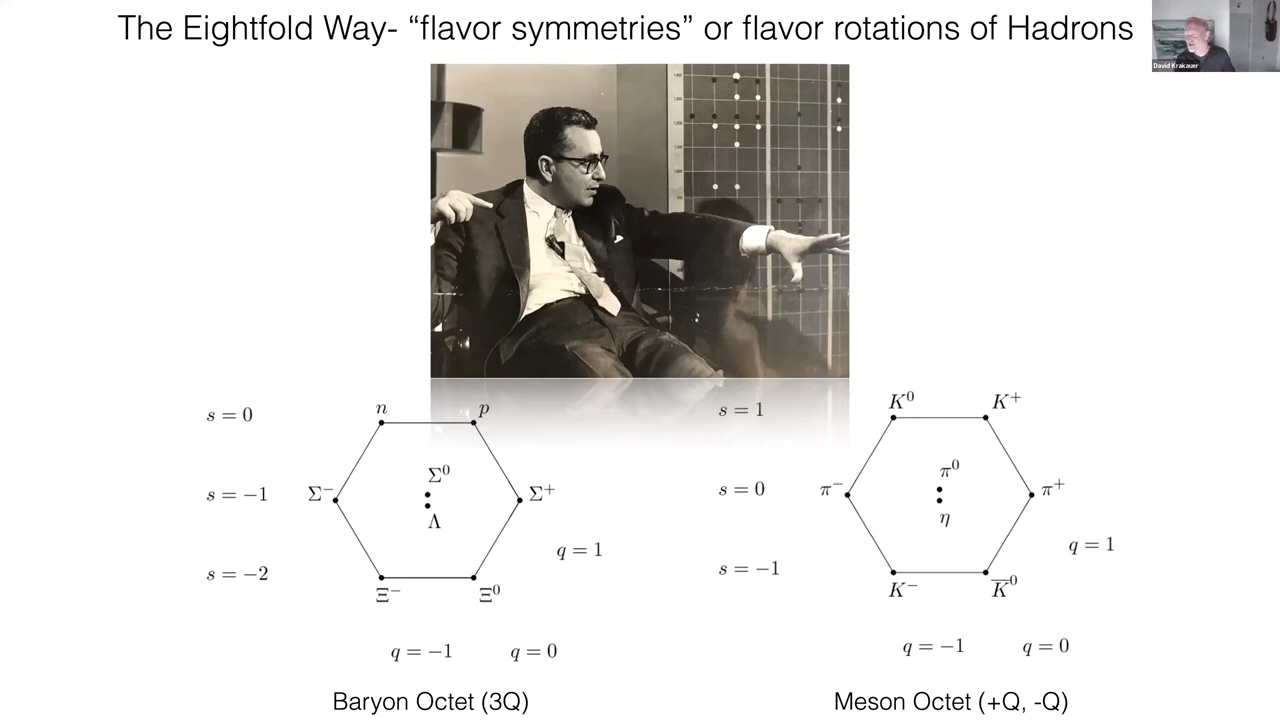 The Eightfold Way- “flavor symmetries” or flavor rotations of Hadrons
David Krakauer
s = 0
n
p
s = −1
Σ−
Σ0
Λ
Σ+
q = 1
s = −2
Ξ−
Ξ0
q = −1
q = 0
Baryon Octet (3Q)
s = 1
K0
K+
s = 0
π−
π0
η
π+
q = 1
s = −1
K−
K̅0
q = −1
q = 0
Meson Octet (+Q, -Q)